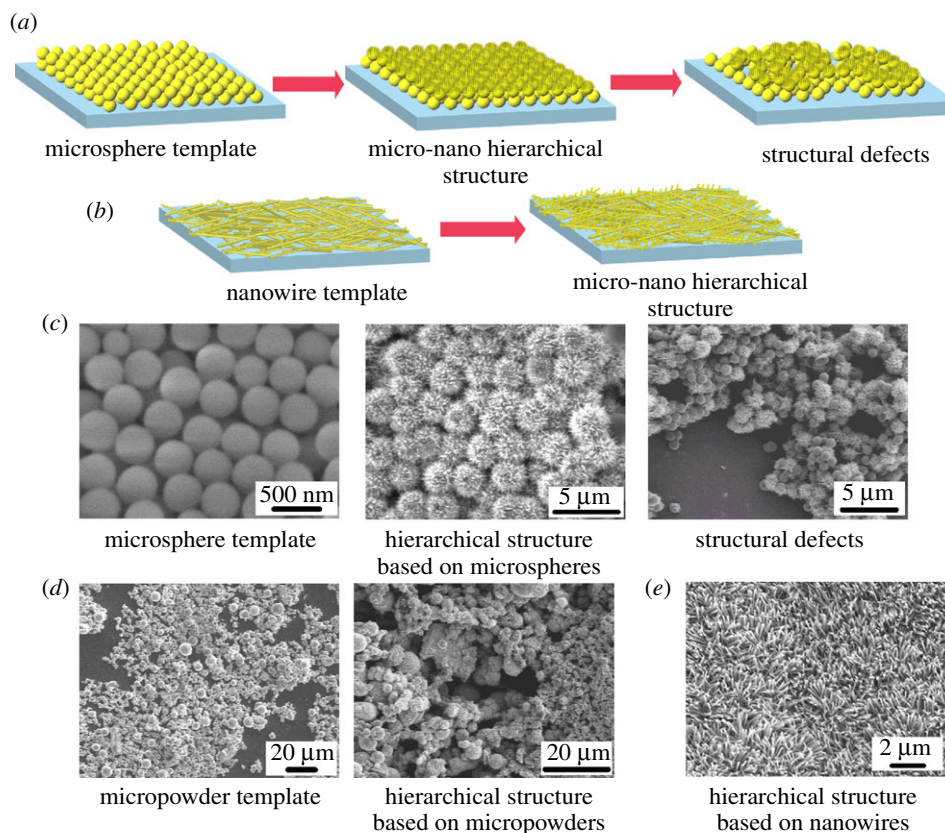 (a)
microsphere template
micro-nano hierarchical
structure
structural defects
(b)
nanowire template
micro-nano hierarchical
structure
(c)
500 nm
5 μm
5 μm
microsphere template
hierarchical structure
based on microspheres
structural defects
(d)
(e)
20 μm
20 μm
2 μm
micropowder template
hierarchical structure
based on micropowders
hierarchical structure
based on nanowires